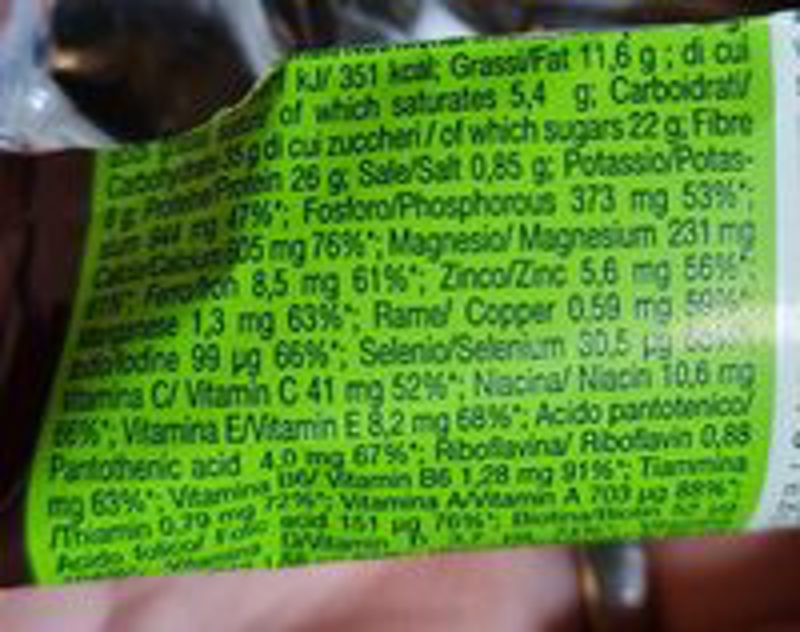 kJ/ 351 kcal; Grassi/Fat 11,6 g ; di cui
of which saturates 5,4 g; Carboidrati/
di cui zuccheri / of which sugars 22 g; Fibre
26 g; Sale/Salt 0,85 g; Potassio/Potas-
mg 47%*; Fosforo/Phosphorous 373 mg 53%*;
mg 76%*; Magnesio/ Magnesium 231 mg
8,5 mg 61%*; Zinco/Zinc 5,6 mg 56%*;
1,3 mg 63%*; Rame/ Copper 0.59 mg 59%*
Iodine 99 µg 66%*; Selenio/Selenium 30,5 µg
C/ Vitamin C 41 mg 52%*; Niacina/ Niacin 10,6 mg
66%*; Vitamina E/Vitamin E 8,2 mg 68%*; Acido pantotenico/
Pantothenic acid 4,0 mg 67%*; Riboflavina/ Riboflavin 0,88
mg 63%*; Vitamina B6/ Vitamin B6 1,28 mg 91%*; Tiammina
/Thiamin 0,79 mg 72%*; Vitamina A/Vitamin A 703 µg 88%*;
Acido folico/ Folic acid 151 µg 76%*;